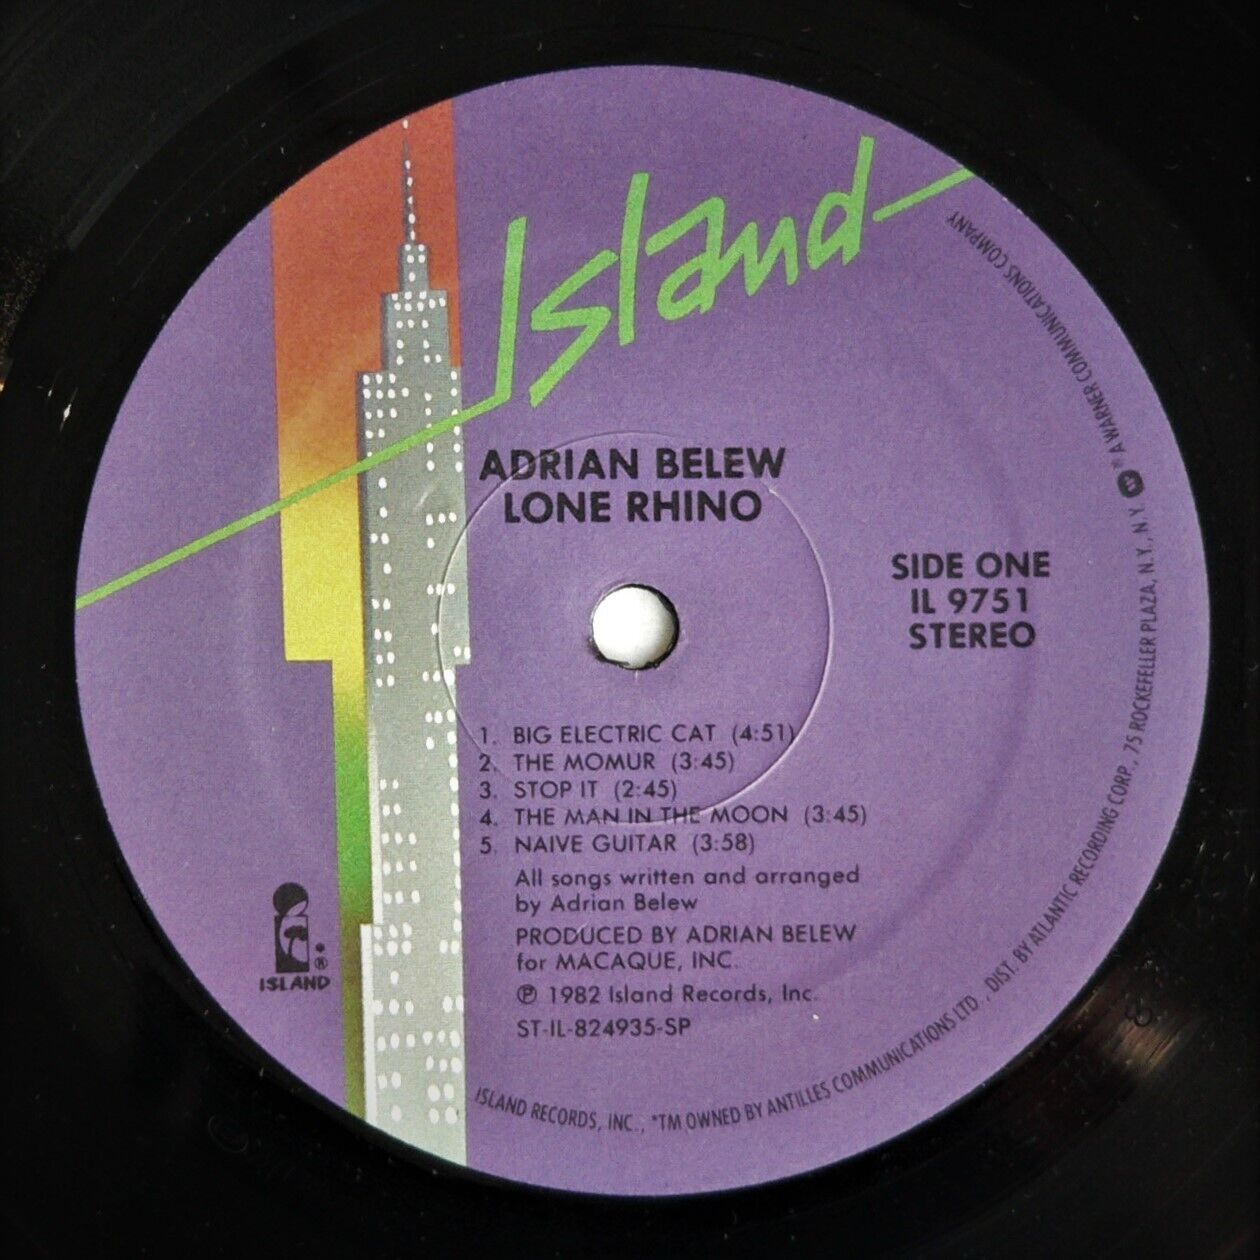 Island
ADRIAN BELEW
LONE RHINO
SIDE ONE
IL 9751
STEREO
1. BIG ELECTRIC CAT (4:51)
2. THE MOMUR (3:45)
3. STOP IT (2:45)
4. THE MAN IN THE MOON (3:45)
5. NAIVE GUITAR (3:58)
All songs written and arranged
by Adrian Belew
PRODUCED BY ADRIAN BELEW
for MACAQUE, INC.
℗ 1982 Island Records, Inc.
ST-IL-824935-SP
®
ISLAND
ISLAND RECORDS, INC., *TM OWNED BY ANTILLES COMMUNICATIONS LTD., DIST. BY ATLANTIC RECORDING CORP., 75 ROCKEFELLER PLAZA, N.Y., N.Y. ® A WARNER COMMUNICATIONS COMPANY